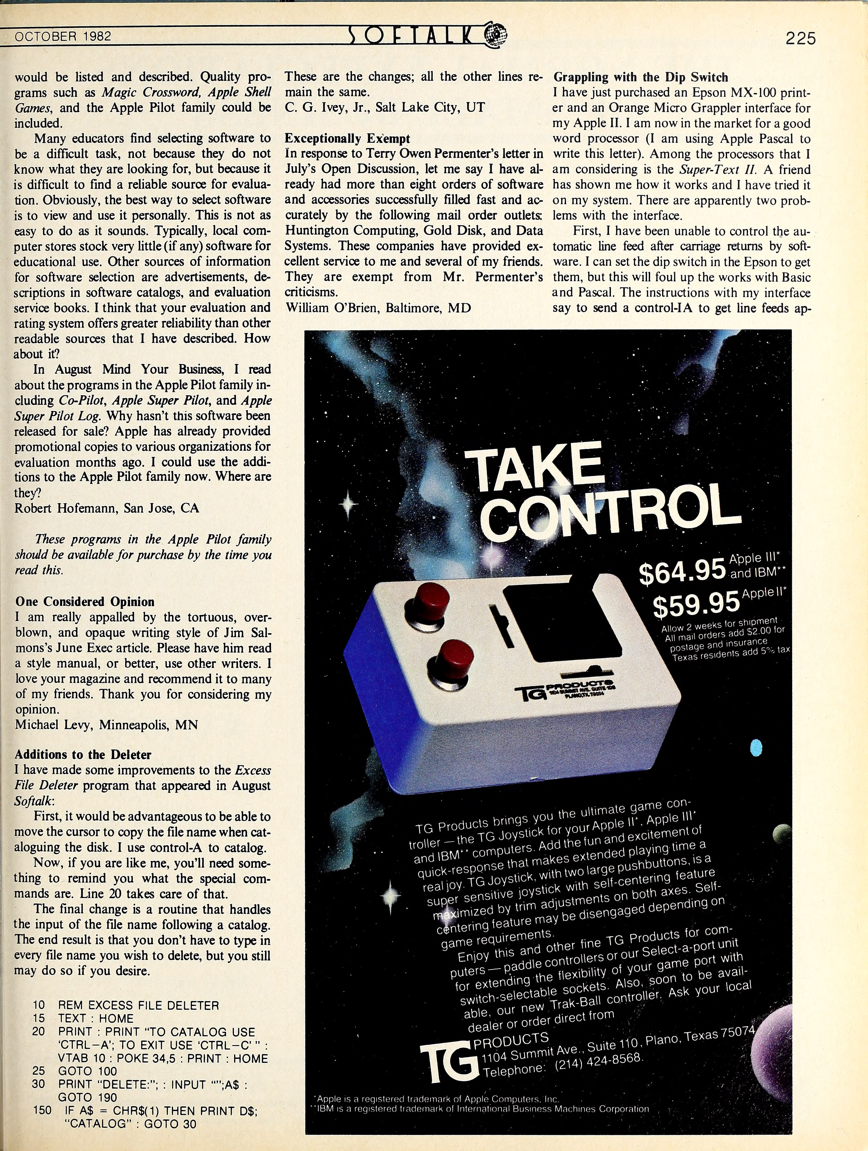 OCTOBER 1982
SOFTALK
225
would be listed and described. Quality pro-
grams such as Magic Crossword, Apple Shell
Games, and the Apple Pilot family could be
included.
Many educators find selecting software to
be a difficult task, not because they do not
know what they are looking for, but because it
is difficult to find a reliable source for evalua-
tion. Obviously, the best way to select software
is to view and use it personally. This is not as
easy to do as it sounds. Typically, local com-
puter stores stock very little (if any) software for
educational use. Other sources of information
for software selection are advertisements, de-
scriptions in software catalogs, and evaluation
service books. I think that your evaluation and
rating system offers greater reliability than other
readable sources that I have described. How
about it?
In August Mind Your Business, I read
about the programs in the Apple Pilot family in-
cluding Co-Pilot, Apple Super Pilot, and Apple
Super Pilot Log. Why hasn't this software been
released for sale? Apple has already provided
promotional copies to various organizations for
evaluation months ago. I could use the addi-
tions to the Apple Pilot family now. Where are
they?
Robert Hofemann, San Jose, CA
These programs in the Apple Pilot family
should be available for purchase by the time you
read this.
One Considered Opinion
I am really appalled by the tortuous, over-
blown, and opaque writing style of Jim Sal-
mons's June Exec article. Please have him read
a style manual, or better, use other writers. I
love your magazine and recommend it to many
of my friends. Thank you for considering my
opinion.
Michael Levy, Minneapolis, MN
Additions to the Deleter
I have made some improvements to the Excess
File Deleter program that appeared in August
Softalk:
First, it would be advantageous to be able to
move the cursor to copy the file name when cat-
aloguing the disk. I use control-A to catalog.
Now, if you are like me, you'll need some-
thing to remind you what the special com-
mands are. Line 20 takes care of that.
The final change is a routine that handles
the input of the file name following a catalog.
The end result is that you don't have to type in
every file name you wish to delete, but you still
may do so if you desire.
10 REM EXCESS FILE DELETER
15 TEXT : HOME
20 PRINT : PRINT "TO CATALOG USE
'CTRL-A'; TO EXIT USE 'CTRL-C' " :
VTAB 10 : POKE 34,5 : PRINT : HOME
25 GOTO 100
30 PRINT "DELETE:"; : INPUT "";A$ :
GOTO 190
150 IF A$ = CHR$(1) THEN PRINT D$;
"CATALOG" : GOTO 30
These are the changes; all the other lines re-
main the same.
C. G. Ivey, Jr., Salt Lake City, UT
Exceptionally Exempt
In response to Terry Owen Permenter's letter in
July's Open Discussion, let me say I have al-
ready had more than eight orders of software
and accessories successfully filled fast and ac-
curately by the following mail order outlets:
Huntington Computing, Gold Disk, and Data
Systems. These companies have provided ex-
cellent service to me and several of my friends.
They are exempt from Mr. Permenter's
criticisms.
William O'Brien, Baltimore, MD
Grappling with the Dip Switch
I have just purchased an Epson MX-100 print-
er and an Orange Micro Grappler interface for
my Apple II. I am now in the market for a good
word processor (I am using Apple Pascal to
write this letter). Among the processors that I
am considering is the Super-Text II. A friend
has shown me how it works and I have tried it
on my system. There are apparently two prob-
lems with the interface.
First, I have been unable to control the au-
tomatic line feed after carriage returns by soft-
ware. I can set the dip switch in the Epson to get
them, but this will foul up the works with Basic
and Pascal. The instructions with my interface
say to send a control-IA to get line feeds ap-
TAKE
CONTROL
$64.95 Apple III* and IBM**
$59.95 Apple II*
Allow 2 weeks for shipment
All mail orders add $2.00 for
postage and insurance
Texas residents add 5% tax
TG PRODUCTS
1104 SUMMIT AVE. SUITE 110
PLANO, TX. 75074
TG Products brings you the ultimate game con-
troller — the TG Joystick for your Apple II*, Apple III*
and IBM** computers. Add the fun and excitement of
quick-response that makes extended playing time a
real joy. TG Joystick, with two large pushbuttons, is a
super sensitive joystick with self-centering feature
maximized by trim adjustments on both axes. Self-
centering feature may be disengaged depending on
game requirements.
Enjoy this and other fine TG Products for com-
puters — paddle controllers or our Select-a-port unit
for extending the flexibility of your game port with
switch-selectable sockets. Also, soon to be avail-
able, our new Trak-Ball controller. Ask your local
dealer or order direct from
TG PRODUCTS
1104 Summit Ave., Suite 110, Plano, Texas 75074
Telephone: (214) 424-8568.
*Apple is a registered trademark of Apple Computers, Inc.
**IBM is a registered trademark of International Business Machines Corporation